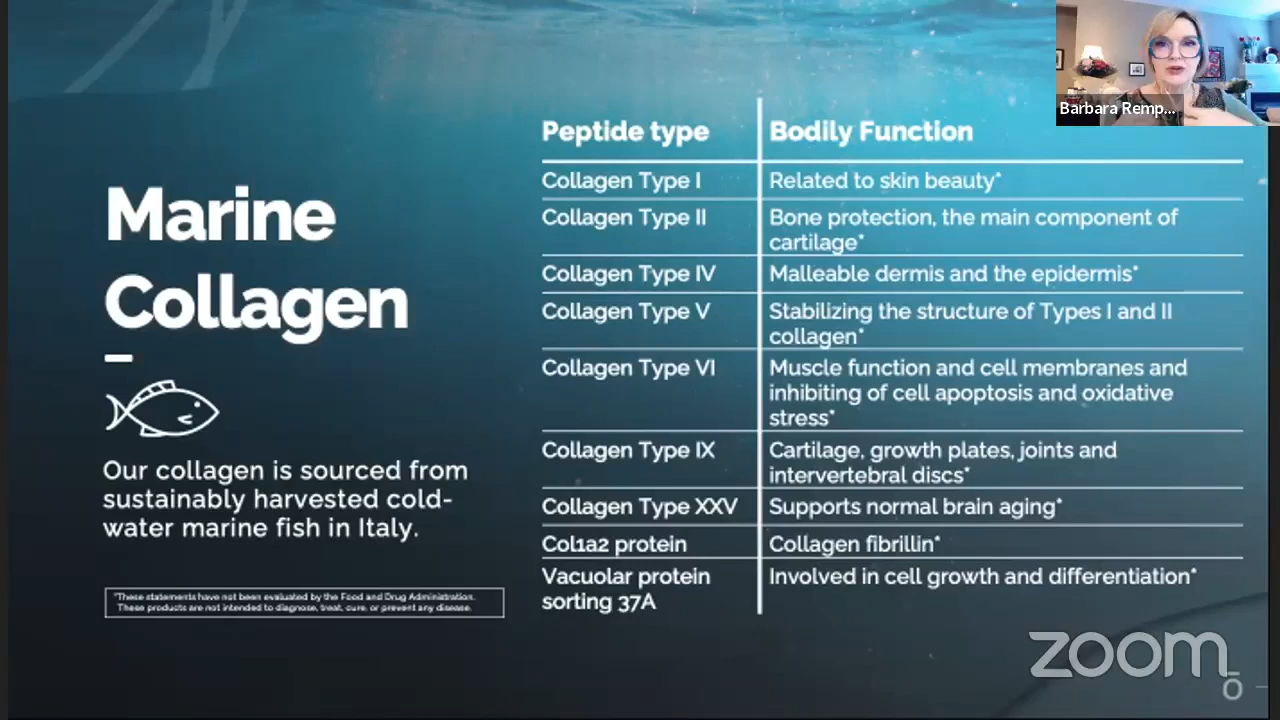 Barbara Remp...
Peptide type
Bodily Function
Marine
Collagen
Our collagen is sourced from
sustainably harvested cold-
water marine fish in Italy.
*These statements have not been evaluated by the Food and Drug Administration.
These products are not intended to diagnose, treat, cure, or prevent any disease.
Collagen Type I
Related to skin beauty*
Collagen Type II
Bone protection, the main component of
cartilage*
Collagen Type IV
Malleable dermis and the epidermis*
Collagen Type V
Stabilizing the structure of Types I and II
collagen*
Collagen Type VI
Muscle function and cell membranes and
inhibiting of cell apoptosis and oxidative
stress*
Collagen Type IX
Cartilage, growth plates, joints and
intervertebral discs*
Collagen Type XXV
Supports normal brain aging*
Col1a2 protein
Collagen fibrillin*
Vacuolar protein
sorting 37A
Involved in cell growth and differentiation*
zoom
Ō